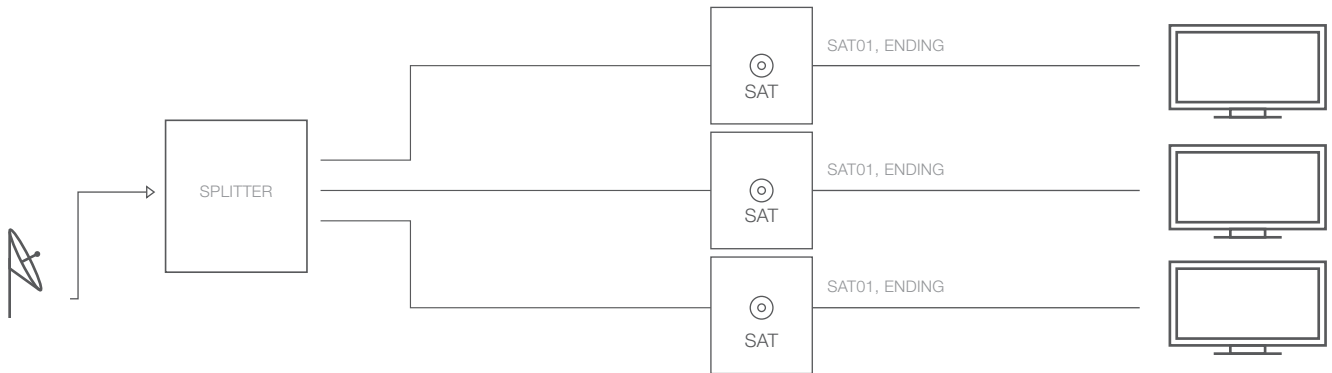 SAT01, ENDING
SAT
SPLITTER
SAT01, ENDING
SAT
SAT01, ENDING
SAT